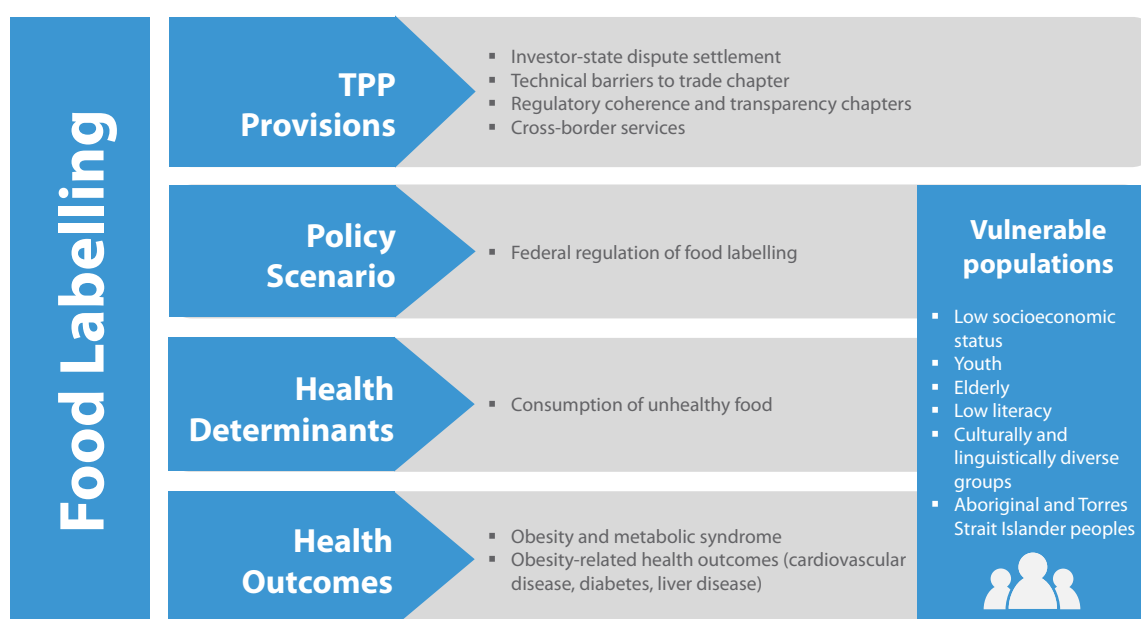 Food Labelling
TPP
Provisions
▪ Investor-state dispute settlement
▪ Technical barriers to trade chapter
▪ Regulatory coherence and transparency chapters
▪ Cross-border services
Policy
Scenario
▪ Federal regulation of food labelling
Health
Determinants
▪ Consumption of unhealthy food
Health
Outcomes
▪ Obesity and metabolic syndrome
▪ Obesity-related health outcomes (cardiovascular
disease, diabetes, liver disease)
Vulnerable
populations
▪ Low socioeconomic
status
▪ Youth
▪ Elderly
▪ Low literacy
▪ Culturally and
linguistically diverse
groups
▪ Aboriginal and Torres
Strait Islander peoples